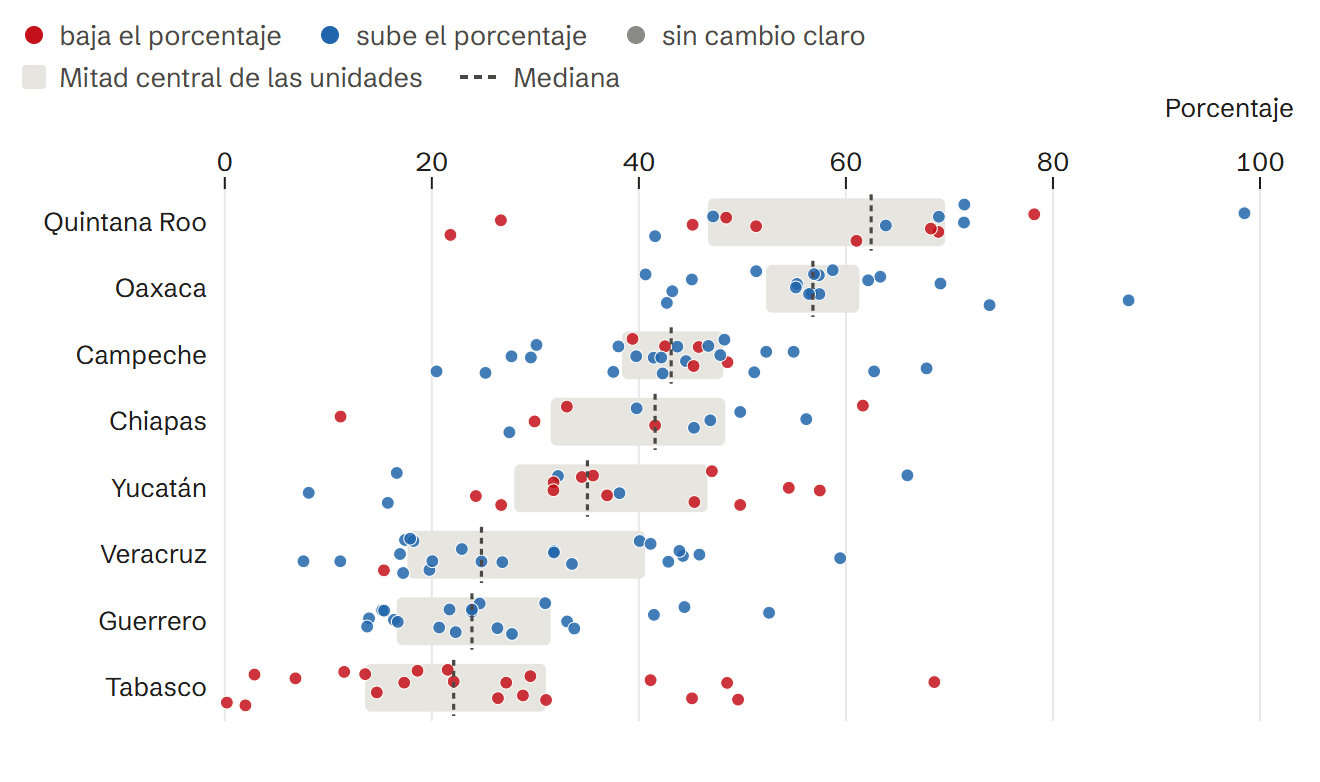 baja el porcentaje sube el porcentaje sin cambio claro
Mitad central de las unidades Mediana
Porcentaje
0 20 40 60 80 100
Quintana Roo
Oaxaca
Campeche
Chiapas
Yucatán
Veracruz
Guerrero
Tabasco